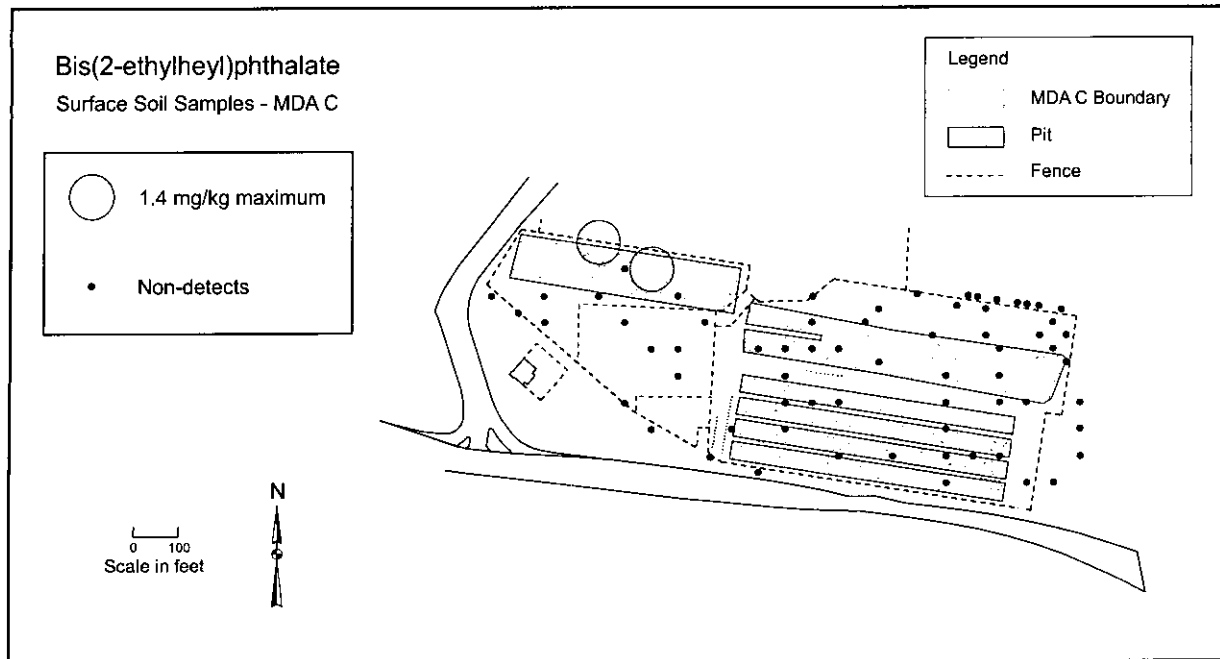 Bis(2-ethylheyl)phthalate
Surface Soil Samples - MDA C
1.4 mg/kg maximum
Non-detects
Legend
MDA C Boundary
Pit
Fence
N
0 100
Scale in feet